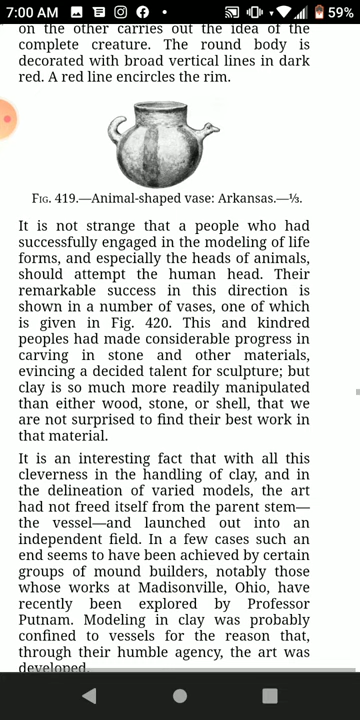 7:00 AM
59%
on the other carries out the idea of the
complete creature. The round body is
decorated with broad vertical lines in dark
red. A red line encircles the rim.
FIG. 419.—Animal-shaped vase: Arkansas.—⅓.
It is not strange that a people who had
successfully engaged in the modeling of life
forms, and especially the heads of animals,
should attempt the human head. Their
remarkable success in this direction is
shown in a number of vases, one of which
is given in Fig. 420. This and kindred
peoples had made considerable progress in
carving in stone and other materials,
evincing a decided talent for sculpture; but
clay is so much more readily manipulated
than either wood, stone, or shell, that we
are not surprised to find their best work in
that material.
It is an interesting fact that with all this
cleverness in the handling of clay, and in
the delineation of varied models, the art
had not freed itself from the parent stem—
the vessel—and launched out into an
independent field. In a few cases such an
end seems to have been achieved by certain
groups of mound builders, notably those
whose works at Madisonville, Ohio, have
recently been explored by Professor
Putnam. Modeling in clay was probably
confined to vessels for the reason that,
through their humble agency, the art was
developed.